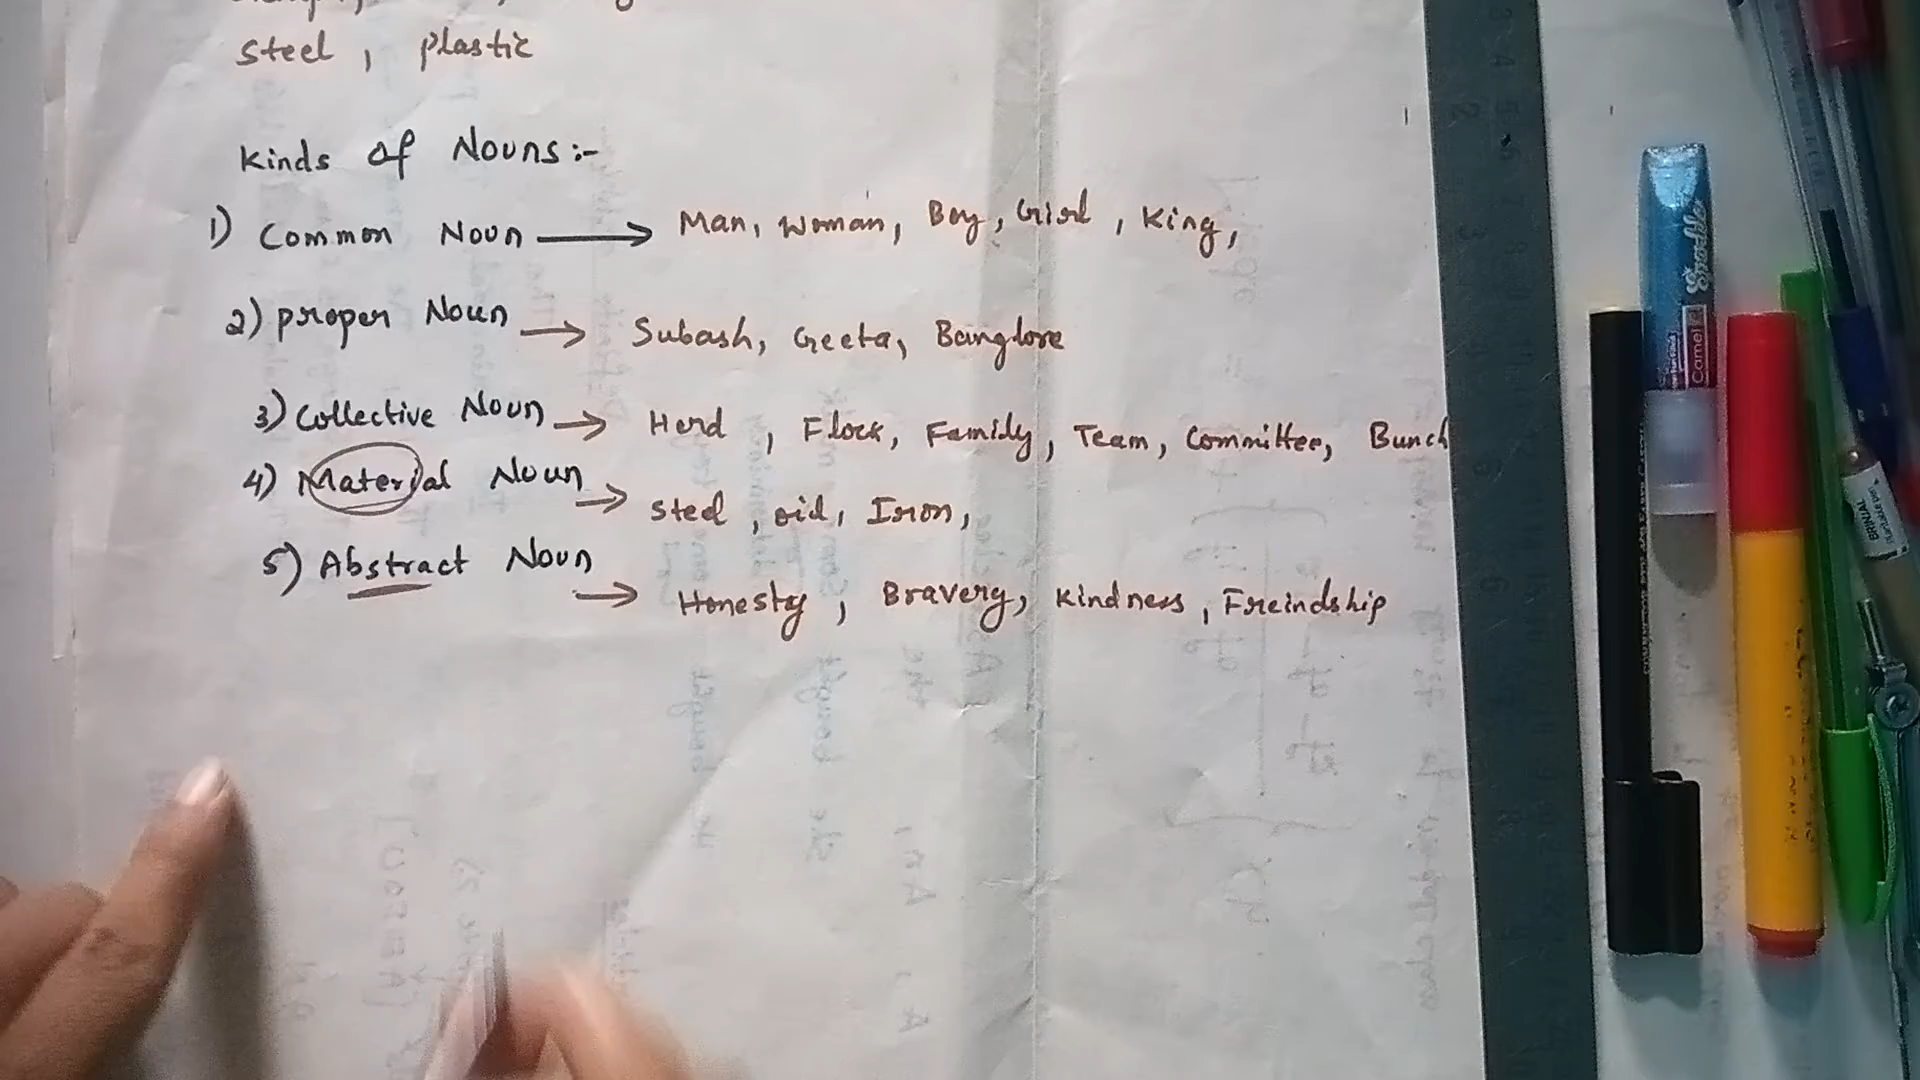 steel , plastic
Kinds of Nouns:-
1) Common Noun → Man, Woman, Boy, Girl , King,
2) Proper Noun → Subash, Geeta, Banglore
3) Collective Noun → Herd , Flock, Family, Team, Committee, Bunch
4) Material Noun → steel , oil, Iron,
5) Abstract Noun → Honesty , Bravery, Kindness , Freindship
Sparkle
Camel